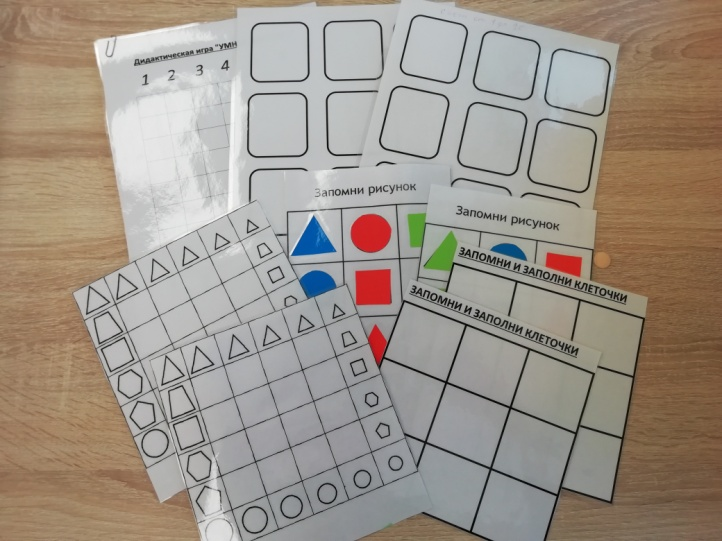 Дидактическая игра "УМН
1 2 3 4
Запомни рисунок
Запомни рисунок
ЗАПОМНИ И ЗАПОЛНИ КЛЕТОЧКИ
ЗАПОМНИ И ЗАПОЛНИ КЛЕТОЧКИ